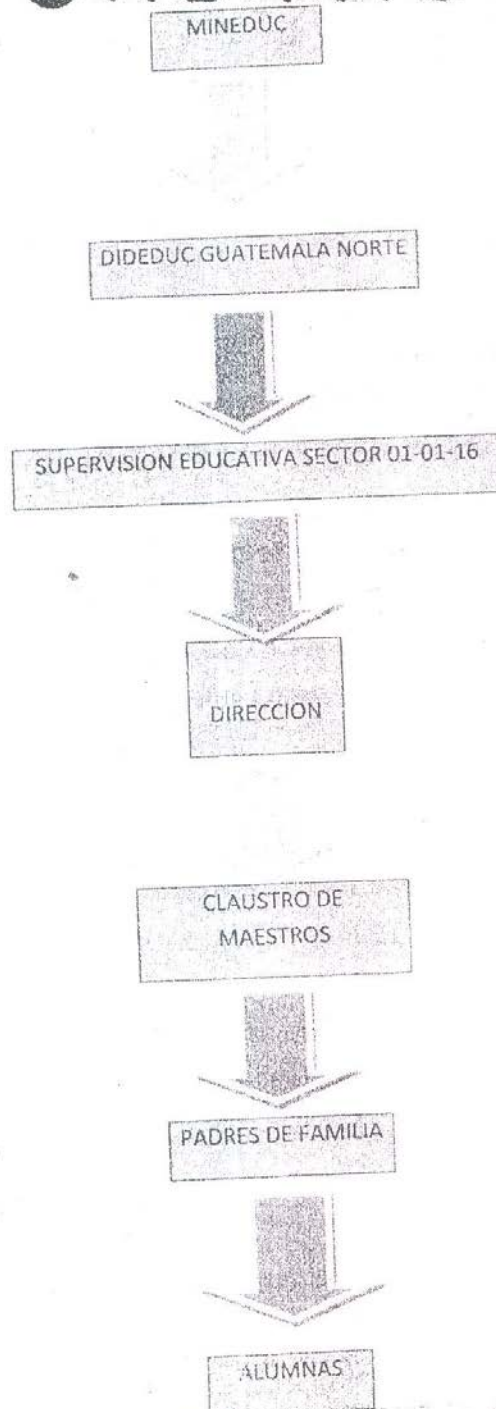 MINEDUC
DIDEDUC GUATEMALA NORTE
SUPERVISION EDUCATIVA SECTOR 01-01-16
DIRECCION
CLAUSTRO DE
MAESTROS
PADRES DE FAMILIA
ALUMNAS